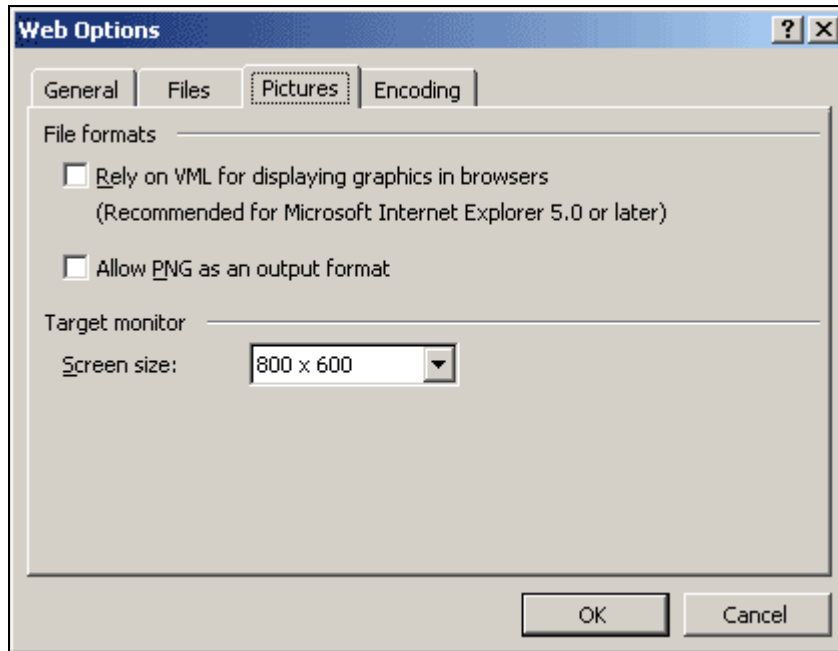 Web Options
General Files Pictures Encoding
File formats
Rely on VML for displaying graphics in browsers
(Recommended for Microsoft Internet Explorer 5.0 or later)
Allow PNG as an output format
Target monitor
Screen size: 800 x 600
OK Cancel